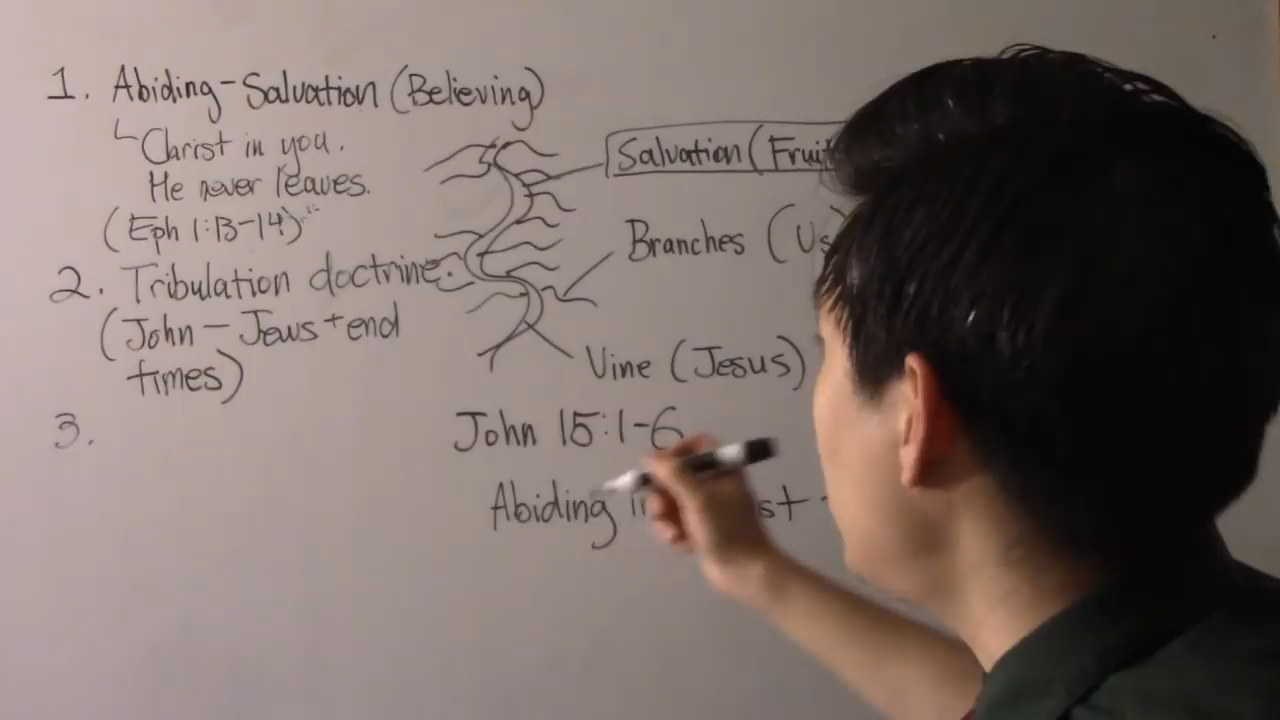 1. Abiding-Salvation (Believing)
Christ in you.
He never leaves.
(Eph 1:13-14)
2. Tribulation doctrine.
(John - Jews + end
times)
3.
Salvation (Fruit
Branches (Us)
Vine (Jesus)
John 15:1-6
Abiding